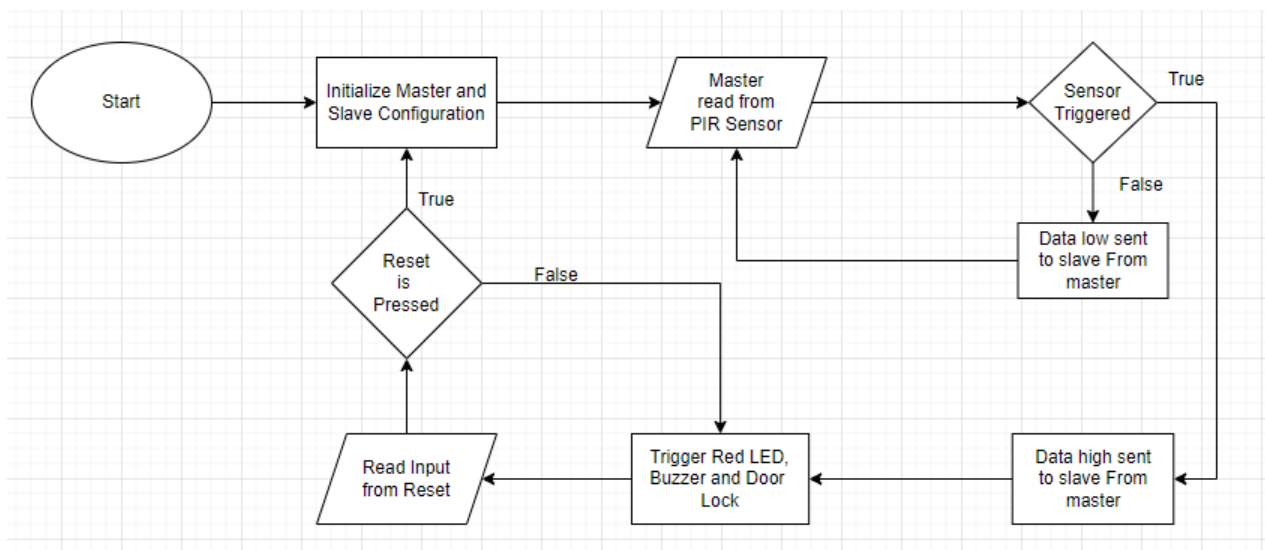 Start
Initialize Master and
Slave Configuration
Master
read from
PIR Sensor
Sensor
Triggered
True
False
Data low sent
to slave From
master
True
Reset
is
Pressed
False
Read Input
from Reset
Trigger Red LED,
Buzzer and Door
Lock
Data high sent
to slave From
master